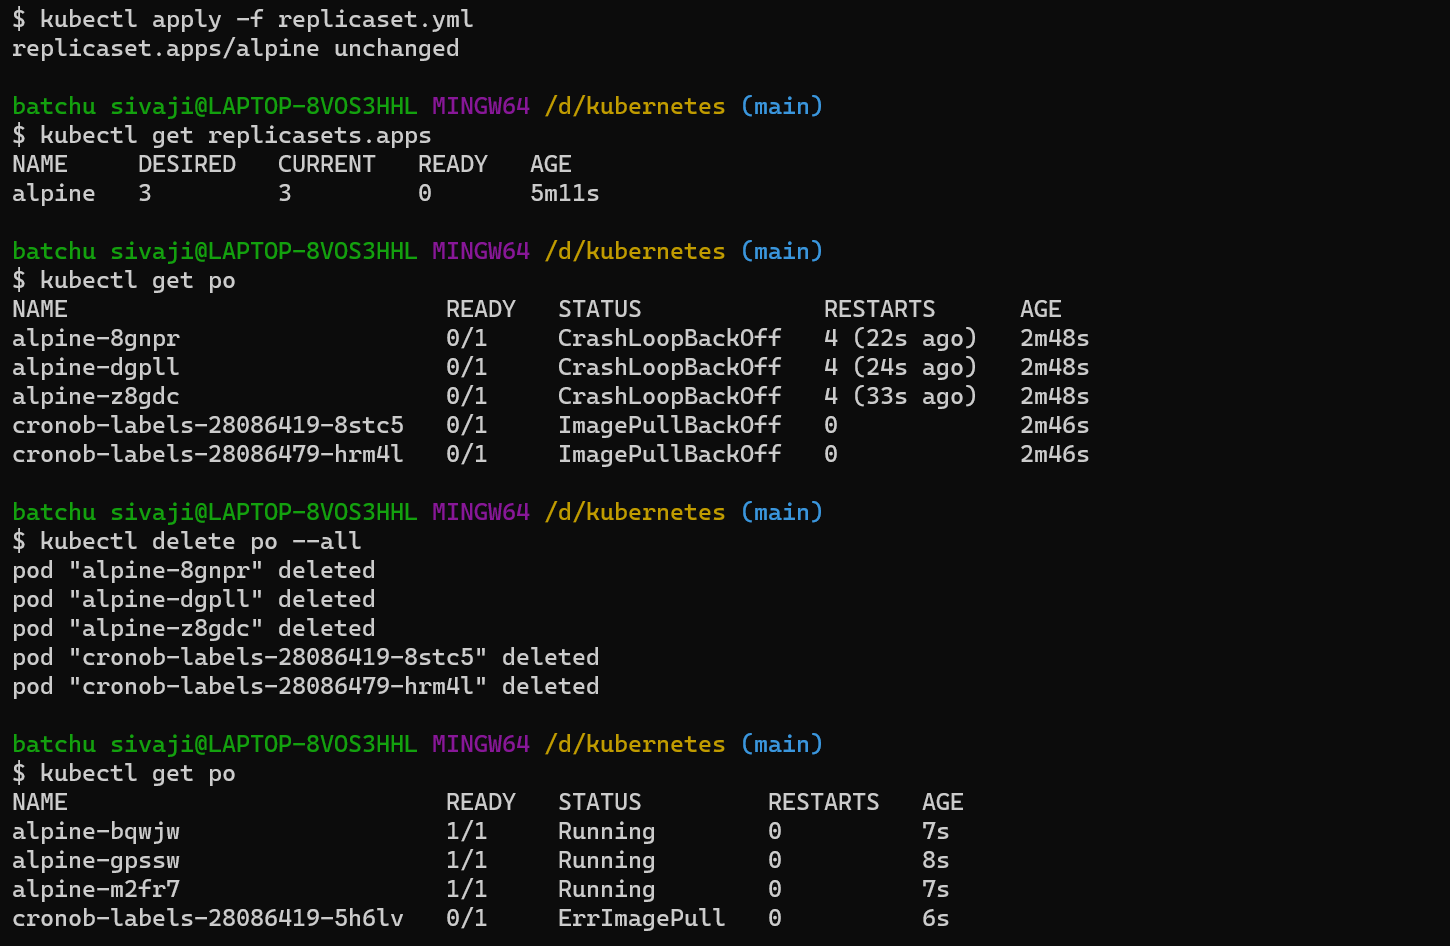 $ kubectl apply -f replicaset.yml
replicaset.apps/alpine unchanged
batchu sivaji@LAPTOP-8VOS3HHL MINGW64 /d/kubernetes (main)
$ kubectl get replicasets.apps
NAME     DESIRED   CURRENT   READY   AGE
alpine   3         3         0       5m11s
batchu sivaji@LAPTOP-8VOS3HHL MINGW64 /d/kubernetes (main)
$ kubectl get po
NAME                           READY   STATUS             RESTARTS      AGE
alpine-8gnpr                   0/1     CrashLoopBackOff   4 (22s ago)   2m48s
alpine-dgpll                   0/1     CrashLoopBackOff   4 (24s ago)   2m48s
alpine-z8gdc                   0/1     CrashLoopBackOff   4 (33s ago)   2m48s
cronob-labels-28086419-8stc5   0/1     ImagePullBackOff   0             2m46s
cronob-labels-28086479-hrm4l   0/1     ImagePullBackOff   0             2m46s
batchu sivaji@LAPTOP-8VOS3HHL MINGW64 /d/kubernetes (main)
$ kubectl delete po --all
pod "alpine-8gnpr" deleted
pod "alpine-dgpll" deleted
pod "alpine-z8gdc" deleted
pod "cronob-labels-28086419-8stc5" deleted
pod "cronob-labels-28086479-hrm4l" deleted
batchu sivaji@LAPTOP-8VOS3HHL MINGW64 /d/kubernetes (main)
$ kubectl get po
NAME                           READY   STATUS         RESTARTS   AGE
alpine-bqwjw                   1/1     Running        0          7s
alpine-gpssw                   1/1     Running        0          8s
alpine-m2fr7                   1/1     Running        0          7s
cronob-labels-28086419-5h6lv   0/1     ErrImagePull   0          6s